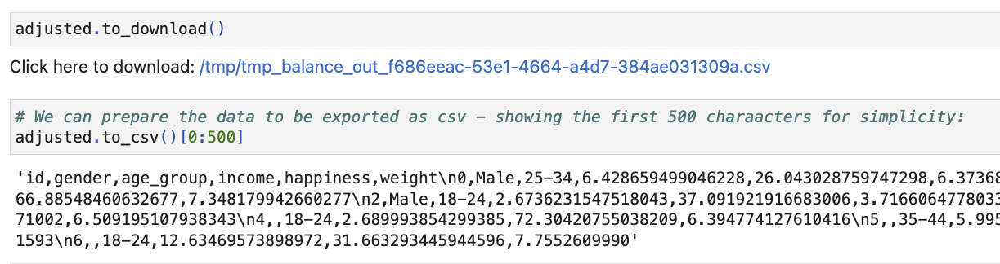 adjusted.to_download()
Click here to download: /tmp/tmp_balance_out_f686eeac-53e1-4664-a4d7-384ae031309a.csv
# We can prepare the data to be exported as csv – showing the first 500 charaacters for simplicity:
adjusted.to_csv()[0:500]
'id,gender,age_group,income,happiness,weight\n0,Male,25-34,6.428659499046228,26.043028759747298,6.37368
66.88548460632677,7.348179942660277\n2,Male,18-24,2.6736231547518043,37.091921916683006,3.7166064778033
71002,6.509195107938343\n4,,18-24,2.689993854299385,72.30420755038209,6.394774127610416\n5,,35-44,5.995
1593\n6,,18-24,12.63469573898972,31.663293445944596,7.7552609990'